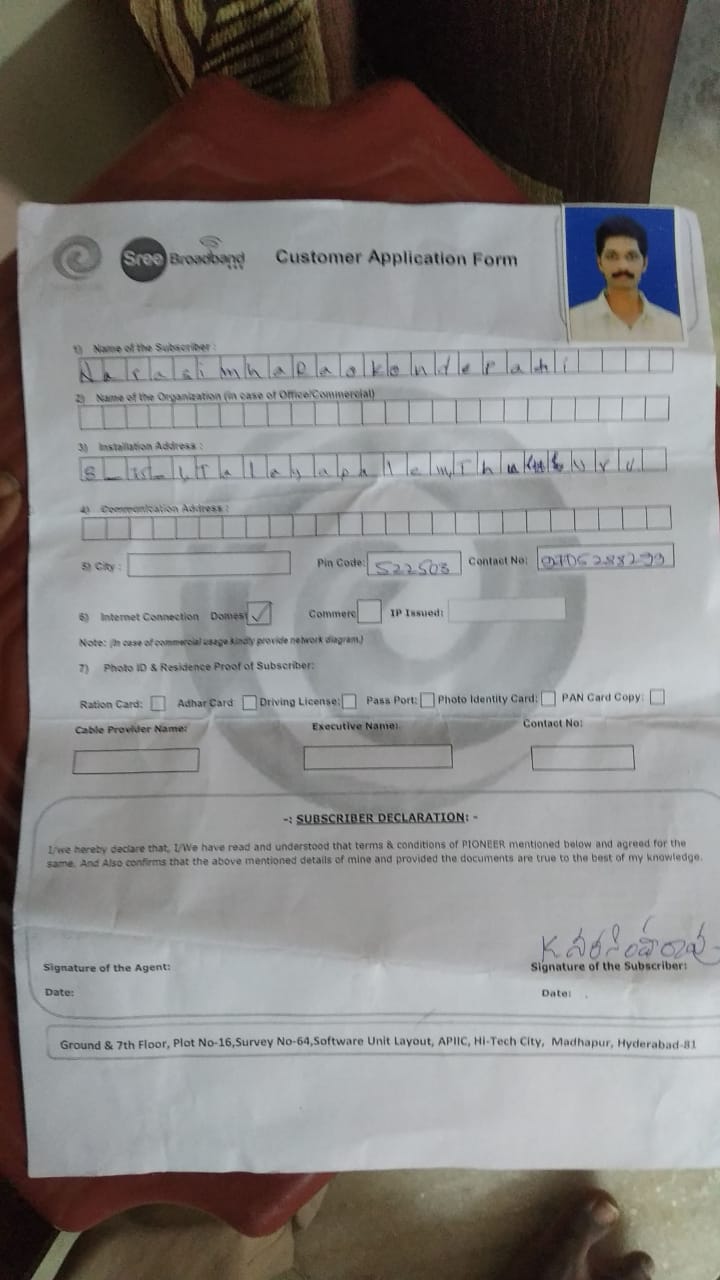 Sree Broadband Customer Application Form
1) Name of the Subscriber :
Narasimha Rao
2) Name of the Organization (in case of Office/Commercial)
3) Installation Address :
4) Communication Address :
5) City : Pin Code: 522503 Contact No:
6) Internet Connection Domest Commerc IP Issued:
Note: (In case of commercial usage kindly provide network diagram.)
7) Photo ID & Residence Proof of Subscriber:
Ration Card: Adhar Card Driving License: Pass Port: Photo Identity Card: PAN Card Copy:
Cable Provider Name: Executive Name: Contact No:
-: SUBSCRIBER DECLARATION: -
I/we hereby declare that, I/We have read and understood that terms & conditions of PIONEER mentioned below and agreed for the
same. And Also confirms that the above mentioned details of mine and provided the documents are true to the best of my knowledge.
K నరసింహారావు
Signature of the Agent: Signature of the Subscriber:
Date: Date:
Ground & 7th Floor, Plot No-16,Survey No-64,Software Unit Layout, APIIC, Hi-Tech City, Madhapur, Hyderabad-81